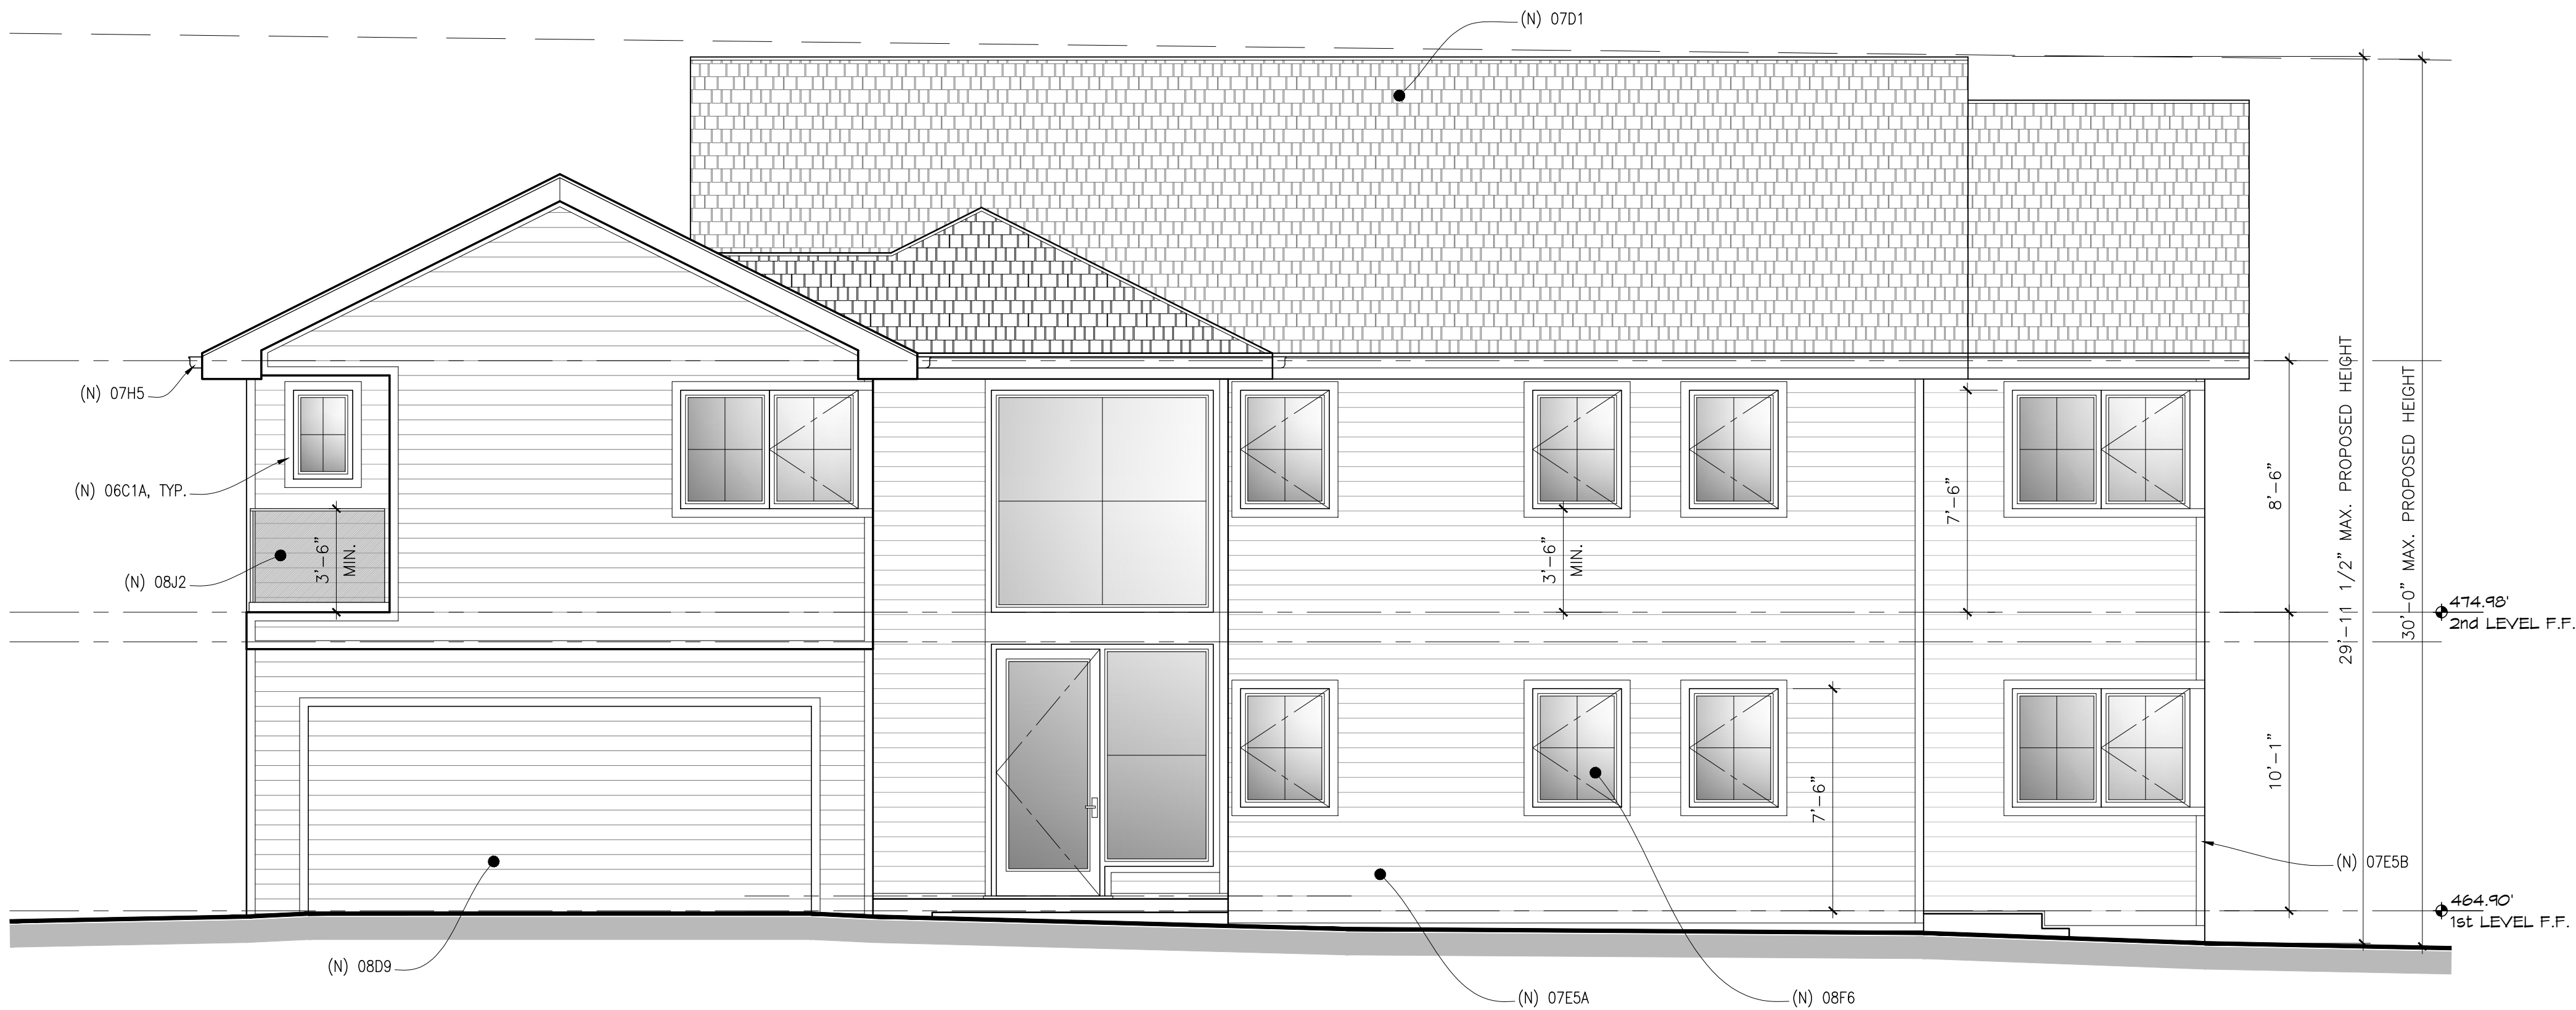 (N) 07D1
(N) 07H5
(N) 06C1A, TYP.
(N) 08J2
3'-6"
MIN.
3'-6"
MIN.
7'-6"
8'-6"
29'-11 1/2" MAX. PROPOSED HEIGHT
30'-0" MAX. PROPOSED HEIGHT
474.98'
2nd LEVEL F.F.
7'-6"
10'-1"
(N) 07E5B
464.90'
1st LEVEL F.F.
(N) 08D9
(N) 07E5A
(N) 08F6